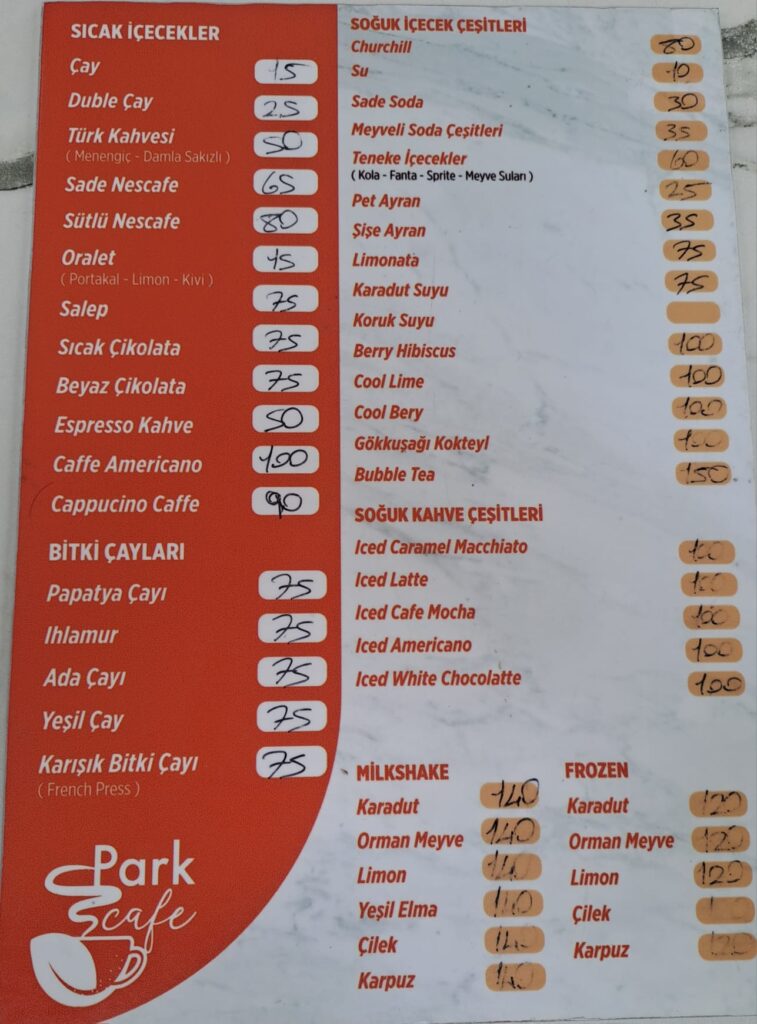 SICAK İÇECEKLER
Çay 15
Duble Çay 25
Türk Kahvesi 50
( Menengiç - Damla Sakızlı )
Sade Nescafe 65
Sütlü Nescafe 80
Oralet 15
( Portakal - Limon - Kivi )
Salep 75
Sıcak Çikolata 75
Beyaz Çikolata 75
Espresso Kahve 50
Caffe Americano 100
Cappucino Caffe 90
BİTKİ ÇAYLARI
Papatya Çayı 75
Ihlamur 75
Ada Çayı 75
Yeşil Çay 75
Karışık Bitki Çayı 75
( French Press )
Park
cafe
SOĞUK İÇECEK ÇEŞİTLERİ
Churchill 80
Su 10
Sade Soda 30
Meyveli Soda Çeşitleri 35
Teneke İçecekler 60
( Kola - Fanta - Sprite - Meyve Suları )
Pet Ayran 25
Şişe Ayran 35
Limonata 75
Karadut Suyu 75
Koruk Suyu
Berry Hibiscus 100
Cool Lime 100
Cool Bery 100
Gökkuşağı Kokteyl 100
Bubble Tea 150
SOĞUK KAHVE ÇEŞİTLERİ
Iced Caramel Macchiato 100
Iced Latte 100
Iced Cafe Mocha 100
Iced Americano 100
Iced White Chocolatte 100
MİLKSHAKE
Karadut 140
Orman Meyve 140
Limon 140
Yeşil Elma 140
Çilek 140
Karpuz 140
FROZEN
Karadut 120
Orman Meyve 120
Limon 120
Çilek
Karpuz 120